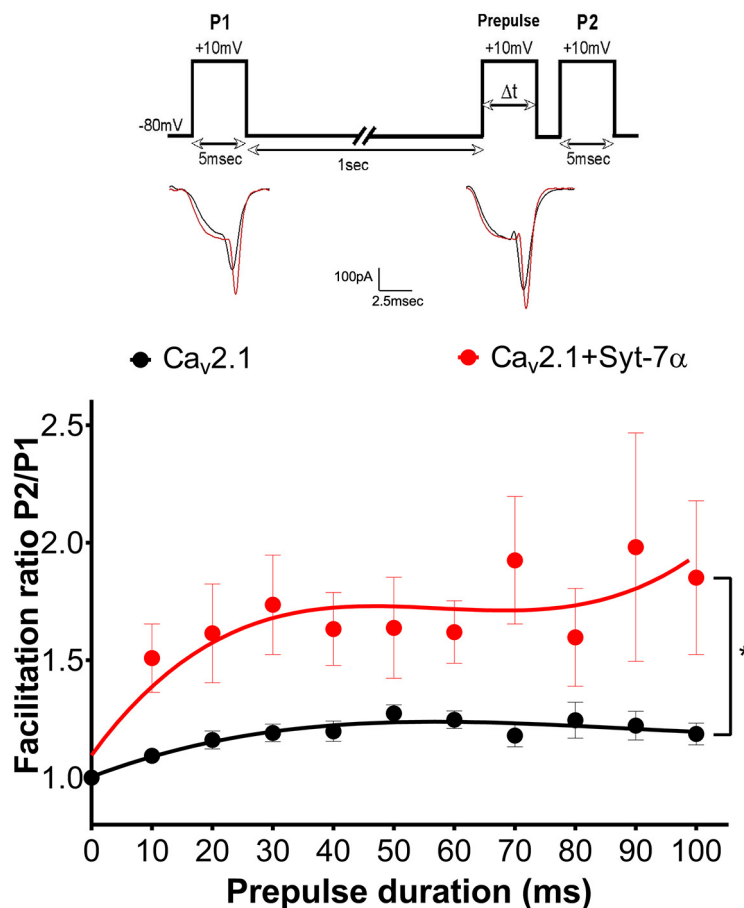 P1 Prepulse P2
+10mV +10mV +10mV
Δt
-80mV
5msec 5msec
1sec
100pA
2.5msec
Cav2.1 Cav2.1+Syt-7α
Facilitation ratio P2/P1
2.5
2.0
1.5
1.0
*
0 10 20 30 40 50 60 70 80 90 100
Prepulse duration (ms)